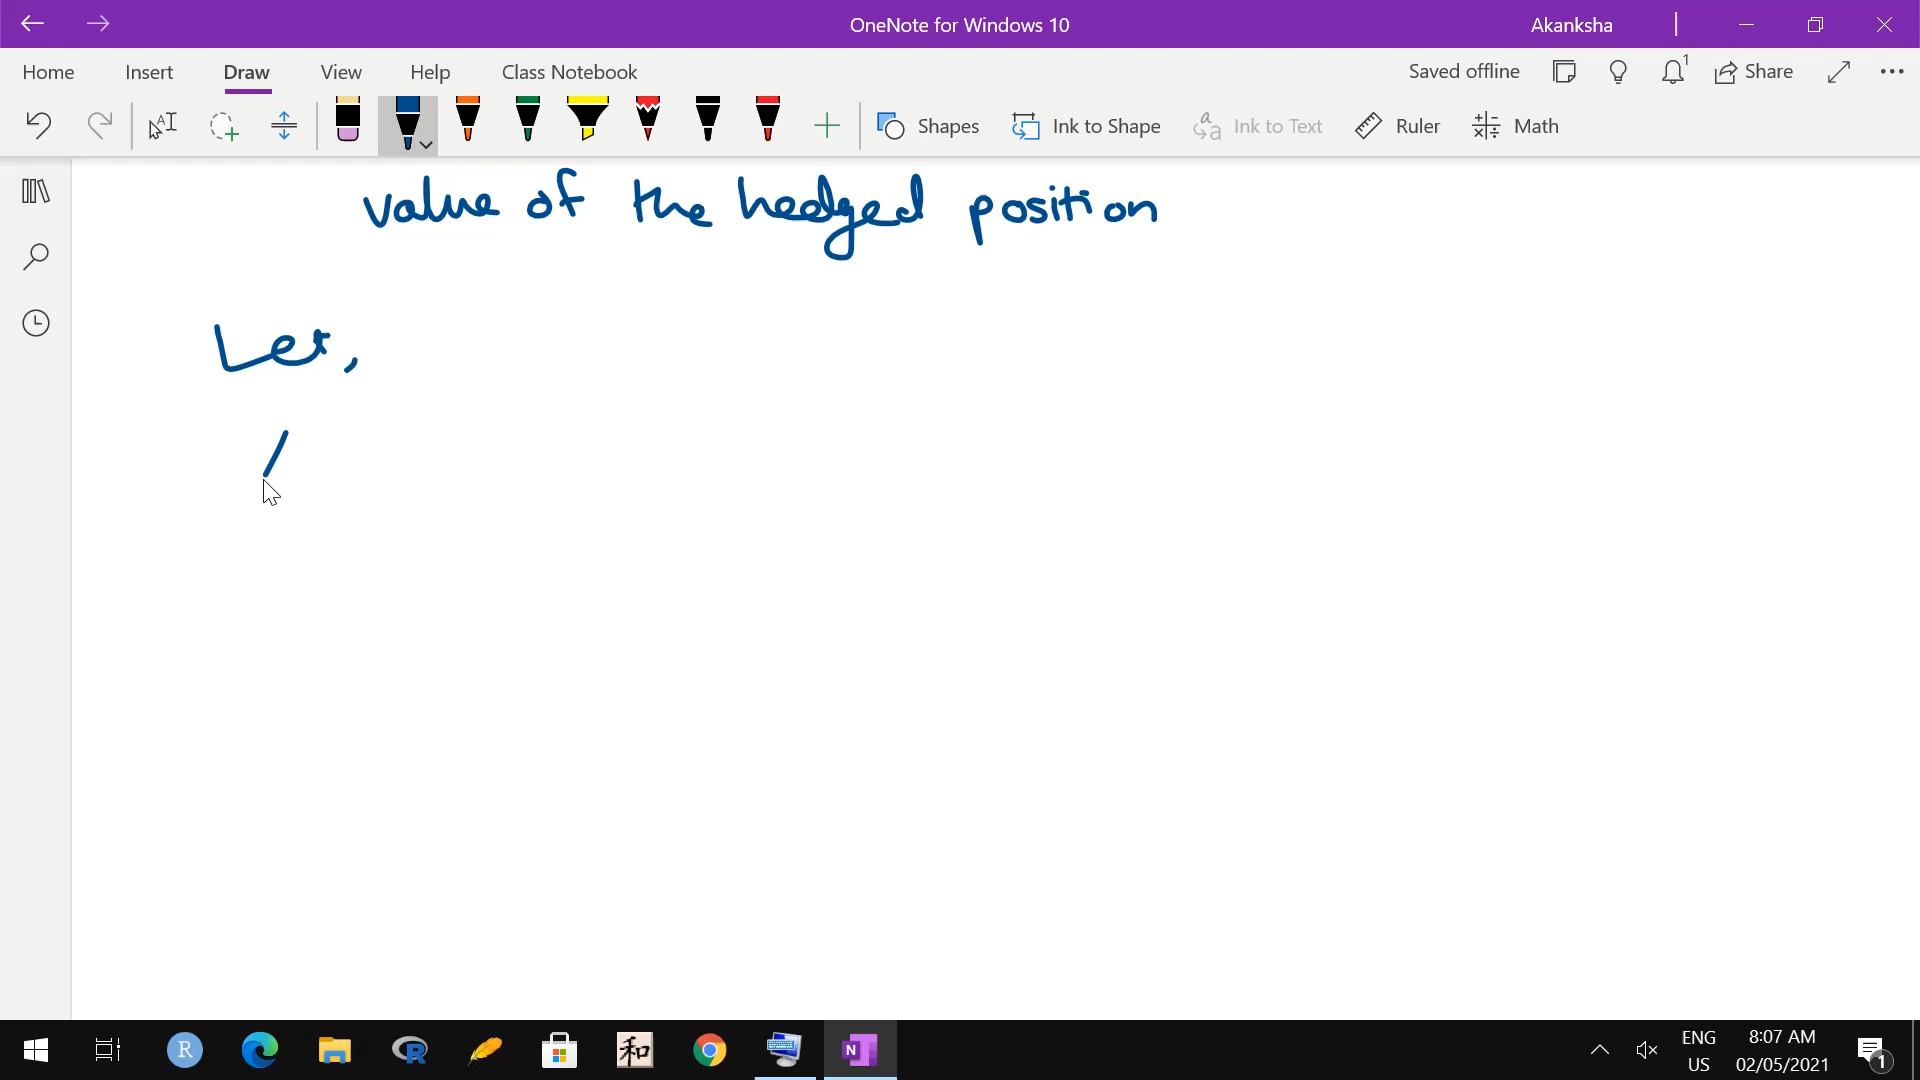 OneNote for Windows 10
Akanksha
Home Insert Draw View Help Class Notebook
Saved offline
1
Share
Shapes
Ink to Shape
Ink to Text
Ruler
Math
value of the hedged position
Let,
ENG
US
8:07 AM
02/05/2021
1